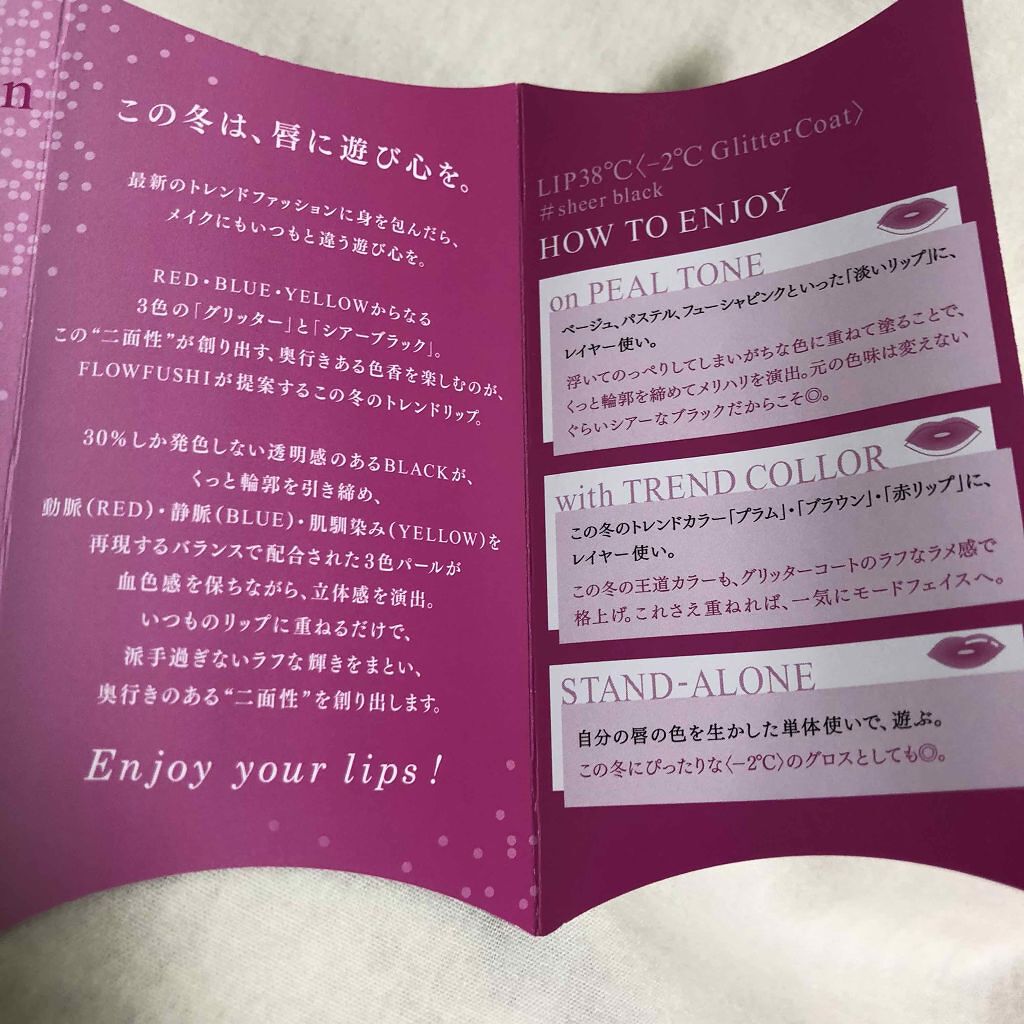 n
この冬は、唇に遊び心を。
最新のトレンドファッションに身を包んだら、
メイクにもいつもと違う遊び心を。
RED・BLUE・YELLOWからなる
3色の「グリッター」と「シアーブラック」。
この“二面性”が創り出す、奥行きある色香を楽しむのが、
FLOWFUSHIが提案するこの冬のトレンドリップ。
30%しか発色しない透明感のあるBLACKが、
くっと輪郭を引き締め、
動脈(RED)・静脈(BLUE)・肌馴染み(YELLOW)を
再現するバランスで配合された3色パールが
血色感を保ちながら、立体感を演出。
いつものリップに重ねるだけで、
派手過ぎないラフな輝きをまとい、
奥行きのある“二面性”を創り出します。
Enjoy your lips!
LIP38℃〈-2℃ GlitterCoat〉
#sheer black
HOW TO ENJOY
on PEAL TONE
ベージュ、パステル、フューシャピンクといった「淡いリップ」に、
レイヤー使い。
浮いてのっぺりしてしまいがちな色に重ねて塗ることで、
くっと輪郭を締めてメリハリを演出。元の色味は変えない
ぐらいシアーなブラックだからこそ◎。
with TREND COLLOR
この冬のトレンドカラー「プラム」・「ブラウン」・「赤リップ」に、
レイヤー使い。
この冬の王道カラーも、グリッターコートのラフなラメ感で
格上げ。これさえ重ねれば、一気にモードフェイスへ。
STAND-ALONE
自分の唇の色を生かした単体使いで、遊ぶ。
この冬にぴったりな〈-2℃〉のグロスとしても◎。